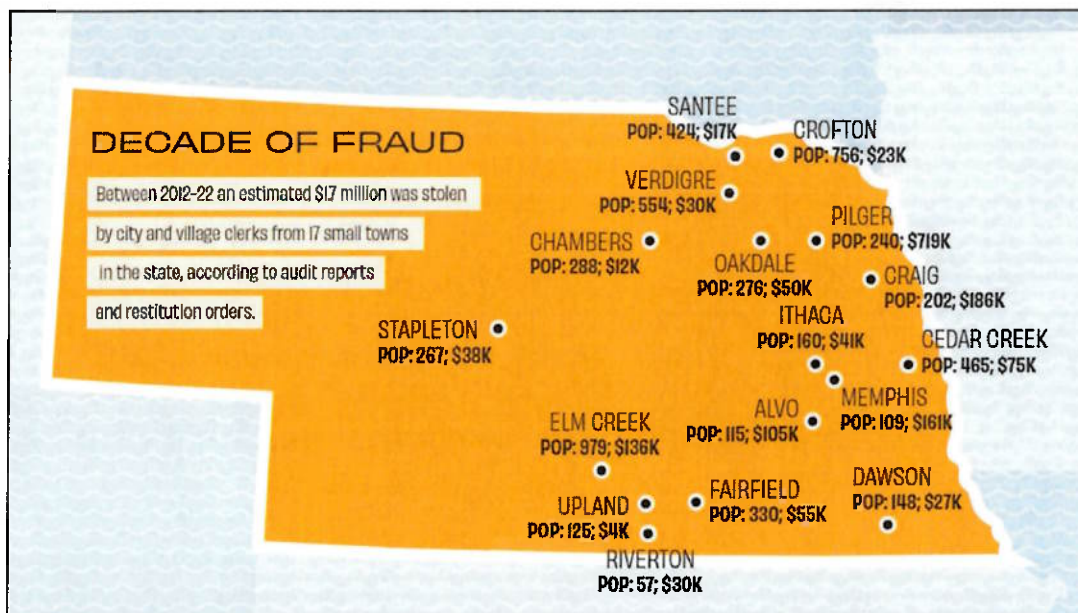 DECADE OF FRAUD
Between 2012-22 an estimated $1.7 million was stolen
by city and village clerks from 17 small towns
in the state, according to audit reports
and restitution orders.
SANTEE
POP: 424; $17K
CROFTON
POP: 756; $23K
VERDIGRE
POP: 554; $30K
PILGER
POP: 240; $719K
CHAMBERS
POP: 288; $12K
OAKDALE
POP: 276; $50K
CRAIG
POP: 202; $186K
ITHACA
POP: 160; $41K
STAPLETON
POP: 267; $38K
CEDAR CREEK
POP: 465; $75K
MEMPHIS
POP: 109; $161K
ALVO
POP: 115; $105K
ELM CREEK
POP: 979; $136K
DAWSON
POP: 148; $27K
FAIRFIELD
POP: 330; $55K
UPLAND
POP: 125; $4K
RIVERTON
POP: 57; $30K